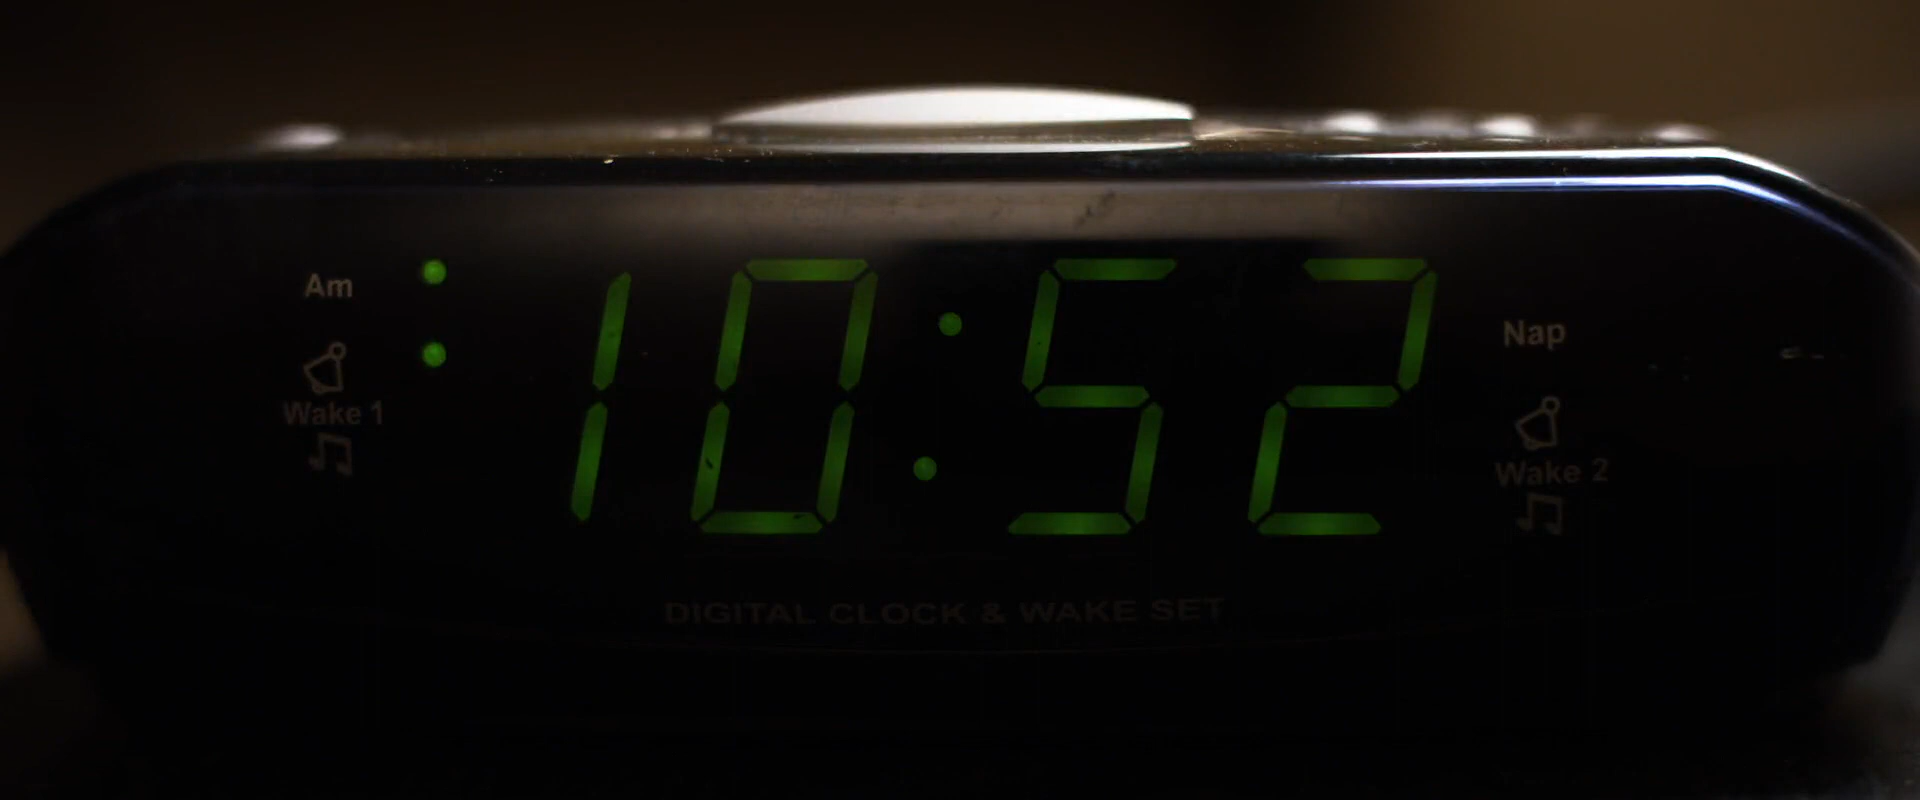 Am
10:52
Nap
Wake 1
Wake 2
DIGITAL CLOCK & WAKE SET